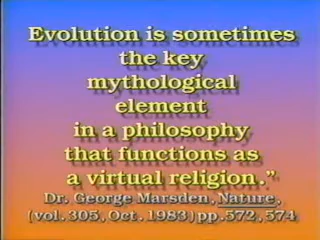 Evolution is sometimes
the key
mythological
element
in a philosophy
that functions as
a virtual religion."
Dr. George Marsden, Nature,
(vol. 305, Oct. 1983) pp.572, 574